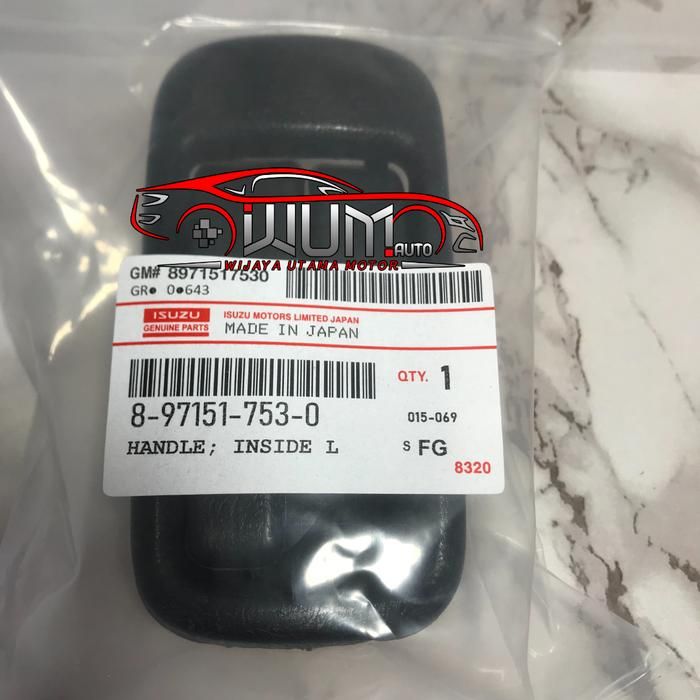 WUM
AUTO
WIJAYA UTAMA MOTOR
GM# 8971517530
GR● 0●643
ISUZU
GENUINE PARTS
ISUZU MOTORS LIMITED JAPAN
MADE IN JAPAN
QTY. 1
8-97151-753-0
015-069
HANDLE; INSIDE L
S FG
8320